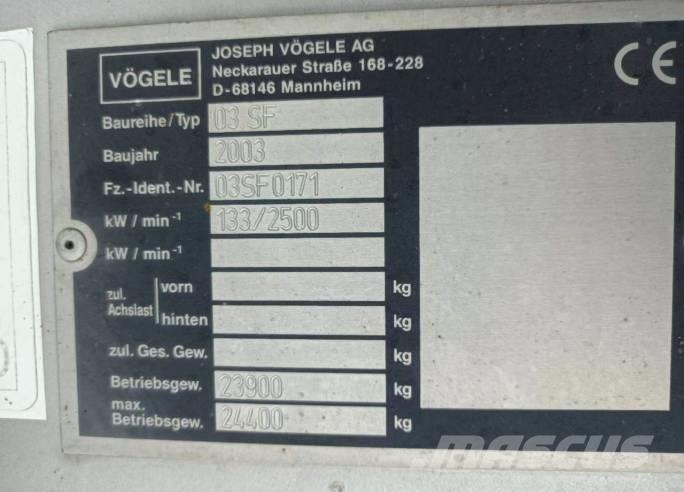 VÖGELE
JOSEPH VÖGELE AG
Neckarauer Straße 168-228
D-68146 Mannheim
CE
Baureihe/Typ 03 SF
Baujahr 2003
Fz.-Ident.-Nr. 03SF0171
kW / min⁻¹ 133/2500
kW / min⁻¹
zul. Achslast
vorn kg
hinten kg
zul. Ges. Gew. kg
Betriebsgew. 23900 kg
max.
Betriebsgew. 24400 kg
MASCUS